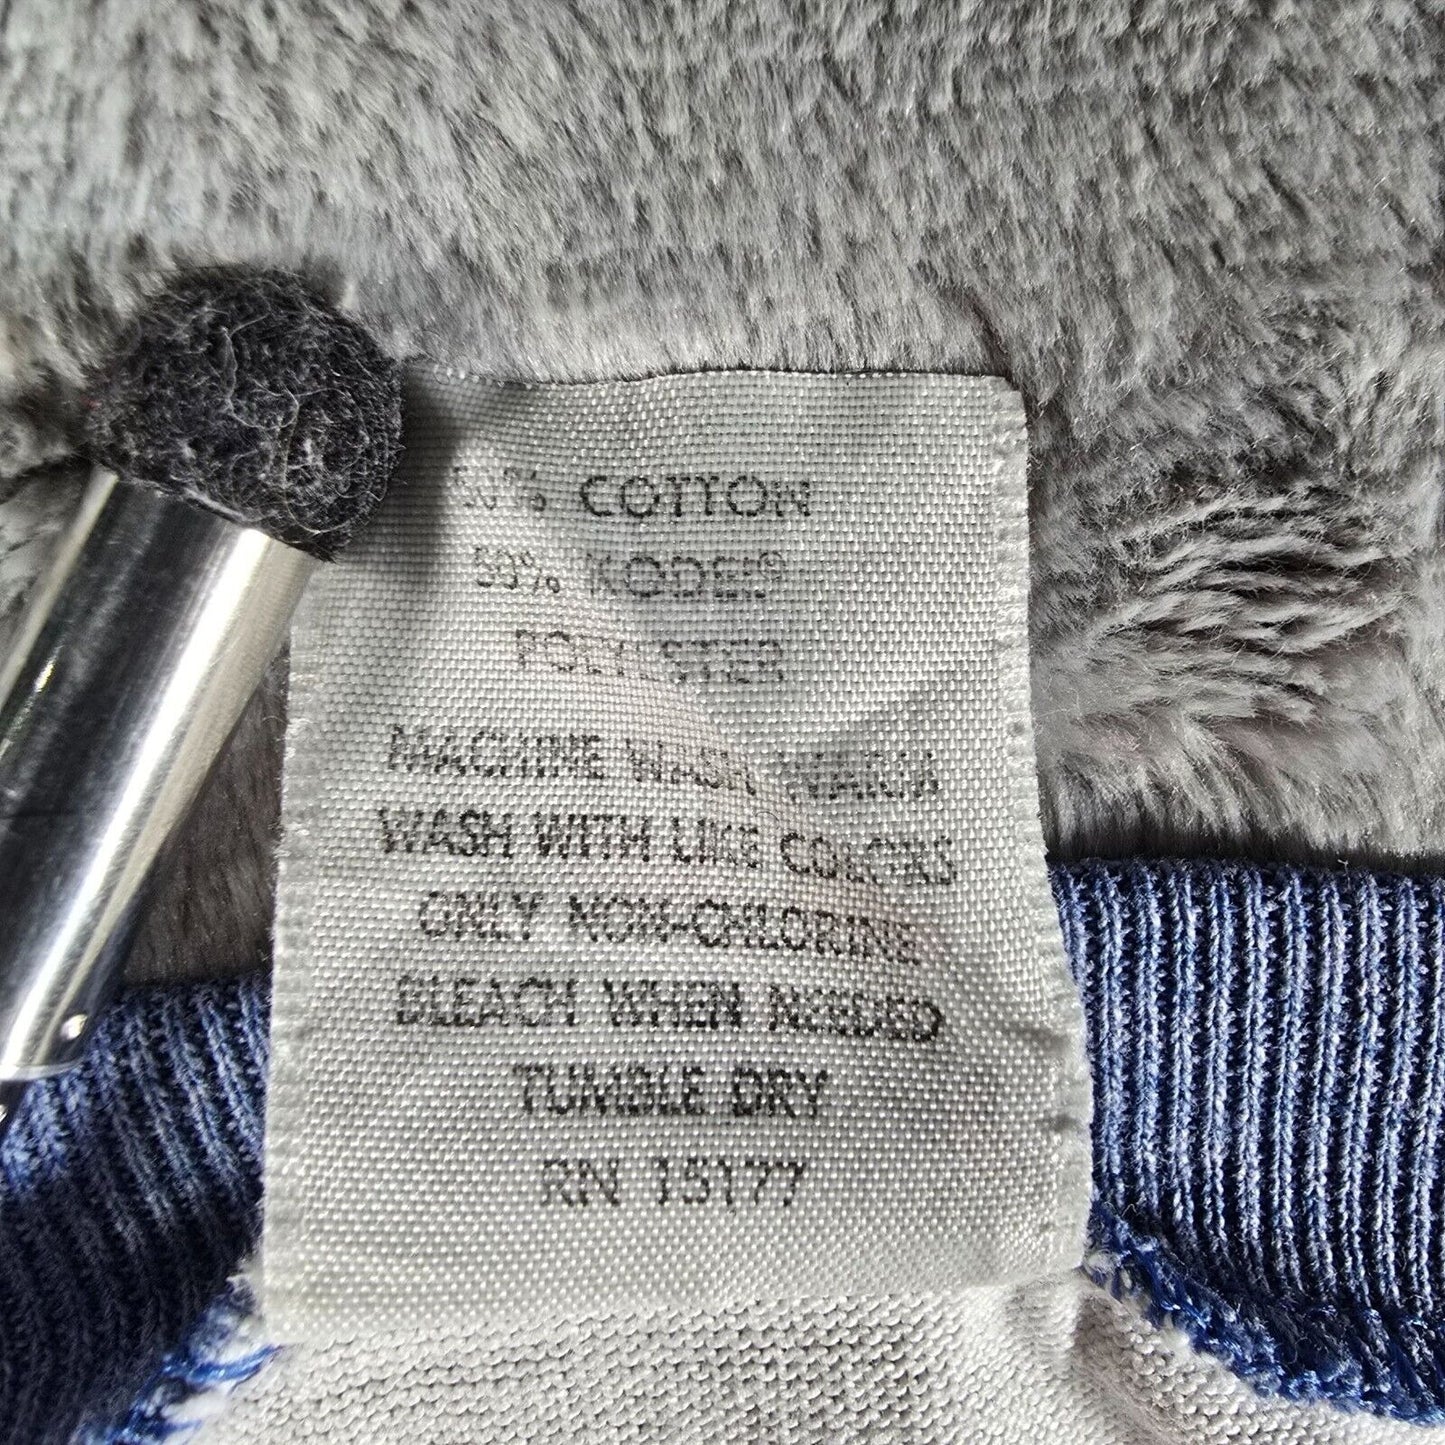 50% COTTON
50% KODEL®
POLYESTER
MACHINE WASH WARM
WASH WITH LIKE COLORS
ONLY NON-CHLORINE
BLEACH WHEN NEEDED
TUMBLE DRY
RN 15177